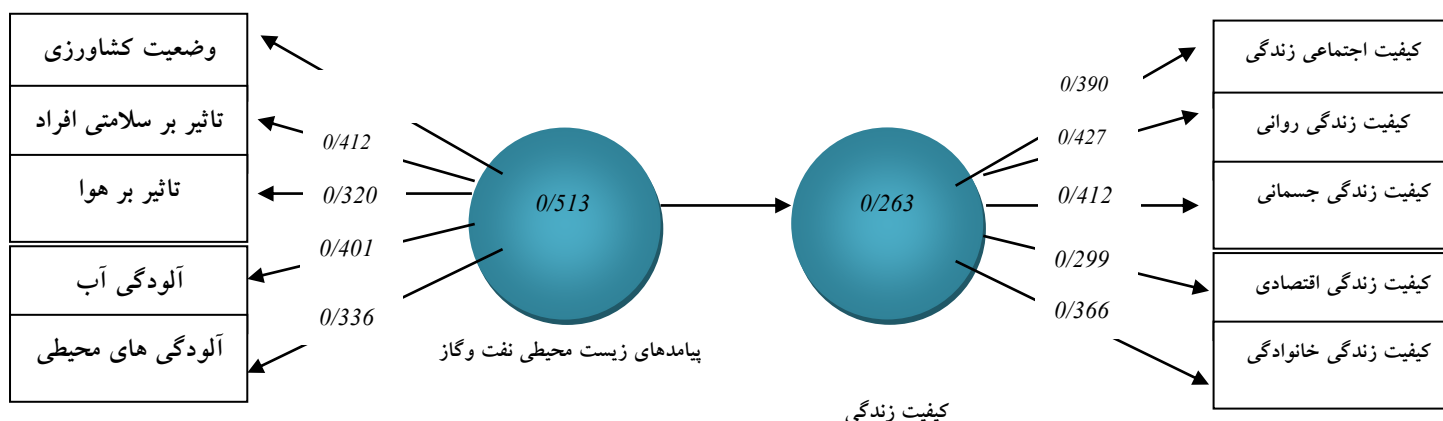 وضعیت کشاورزی
تاثیر بر سلامتی افراد
تاثیر بر هوا
آلودگی آب
آلودگی های محیطی
0/412
0/320
0/401
0/336
0/513
پیامدهای زیست محیطی نفت وگاز
0/263
کیفیت زندگی
0/390
0/427
0/412
0/299
0/366
کیفیت اجتماعی زندگی
کیفیت زندگی روانی
کیفیت زندگی جسمانی
کیفیت زندگی اقتصادی
کیفیت زندگی خانوادگی